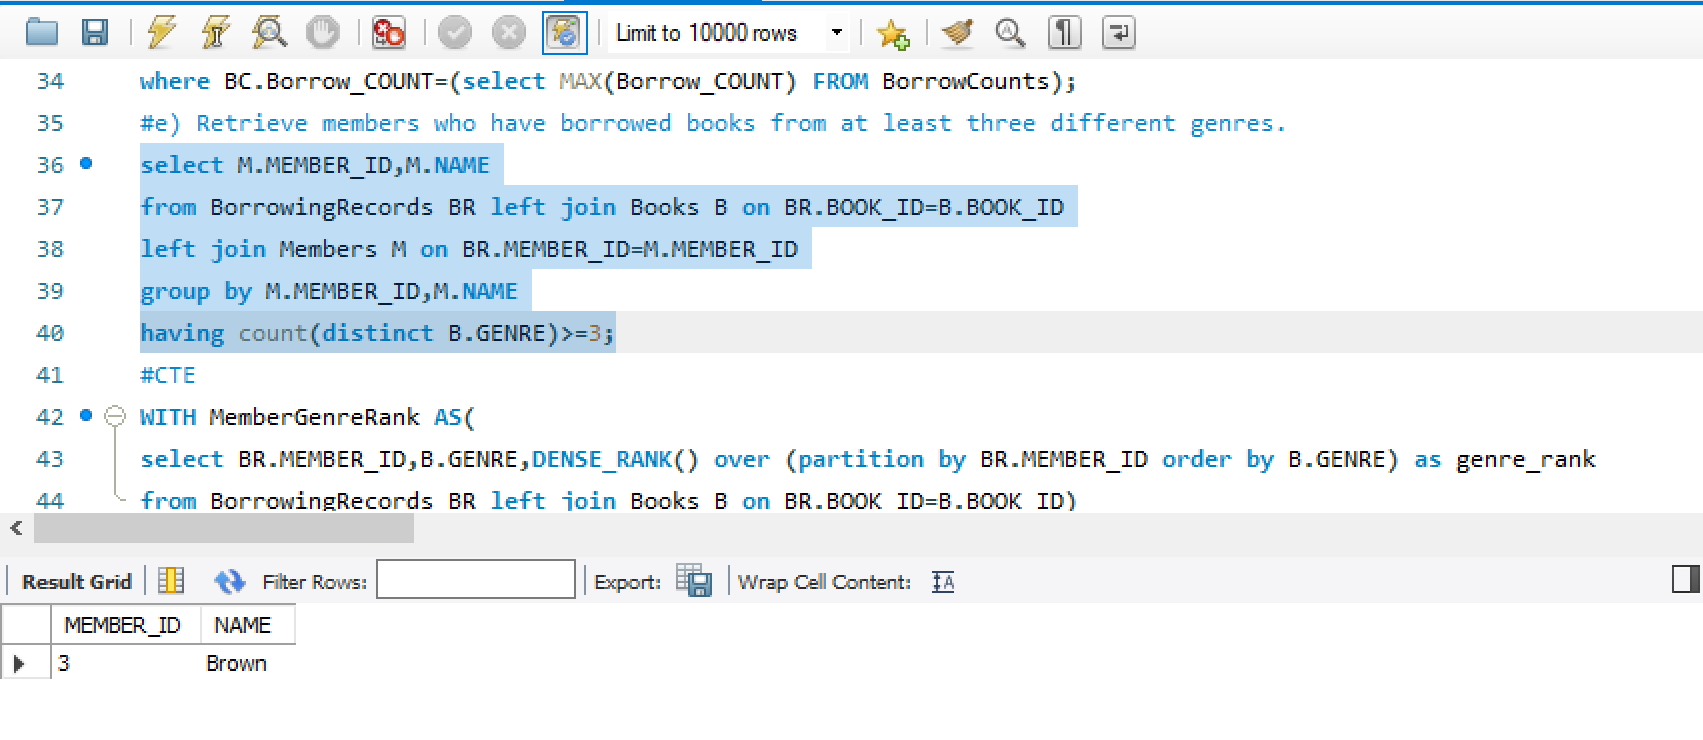 Limit to 10000 rows
34 where BC.Borrow_COUNT=(select MAX(Borrow_COUNT) FROM BorrowCounts);
35 #e) Retrieve members who have borrowed books from at least three different genres.
36 select M.MEMBER_ID,M.NAME
37 from BorrowingRecords BR left join Books B on BR.BOOK_ID=B.BOOK_ID
38 left join Members M on BR.MEMBER_ID=M.MEMBER_ID
39 group by M.MEMBER_ID,M.NAME
40 having count(distinct B.GENRE)>=3;
41 #CTE
42 WITH MemberGenreRank AS(
43 select BR.MEMBER_ID,B.GENRE,DENSE_RANK() over (partition by BR.MEMBER_ID order by B.GENRE) as genre_rank
44 from BorrowingRecords BR left join Books B on BR.BOOK_ID=B.BOOK_ID)
Result Grid Filter Rows: Export: Wrap Cell Content:
MEMBER_ID NAME
3 Brown